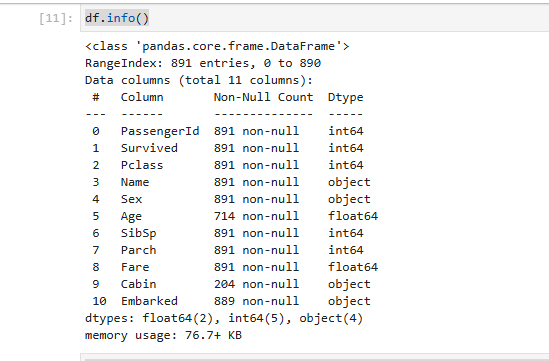 [11]: df.info()
<class 'pandas.core.frame.DataFrame'>
RangeIndex: 891 entries, 0 to 890
Data columns (total 11 columns):
 #   Column       Non-Null Count  Dtype
---  ------       --------------  -----
 0   PassengerId  891 non-null    int64
 1   Survived     891 non-null    int64
 2   Pclass       891 non-null    int64
 3   Name         891 non-null    object
 4   Sex          891 non-null    object
 5   Age          714 non-null    float64
 6   SibSp        891 non-null    int64
 7   Parch        891 non-null    int64
 8   Fare         891 non-null    float64
 9   Cabin        204 non-null    object
 10  Embarked     889 non-null    object
dtypes: float64(2), int64(5), object(4)
memory usage: 76.7+ KB